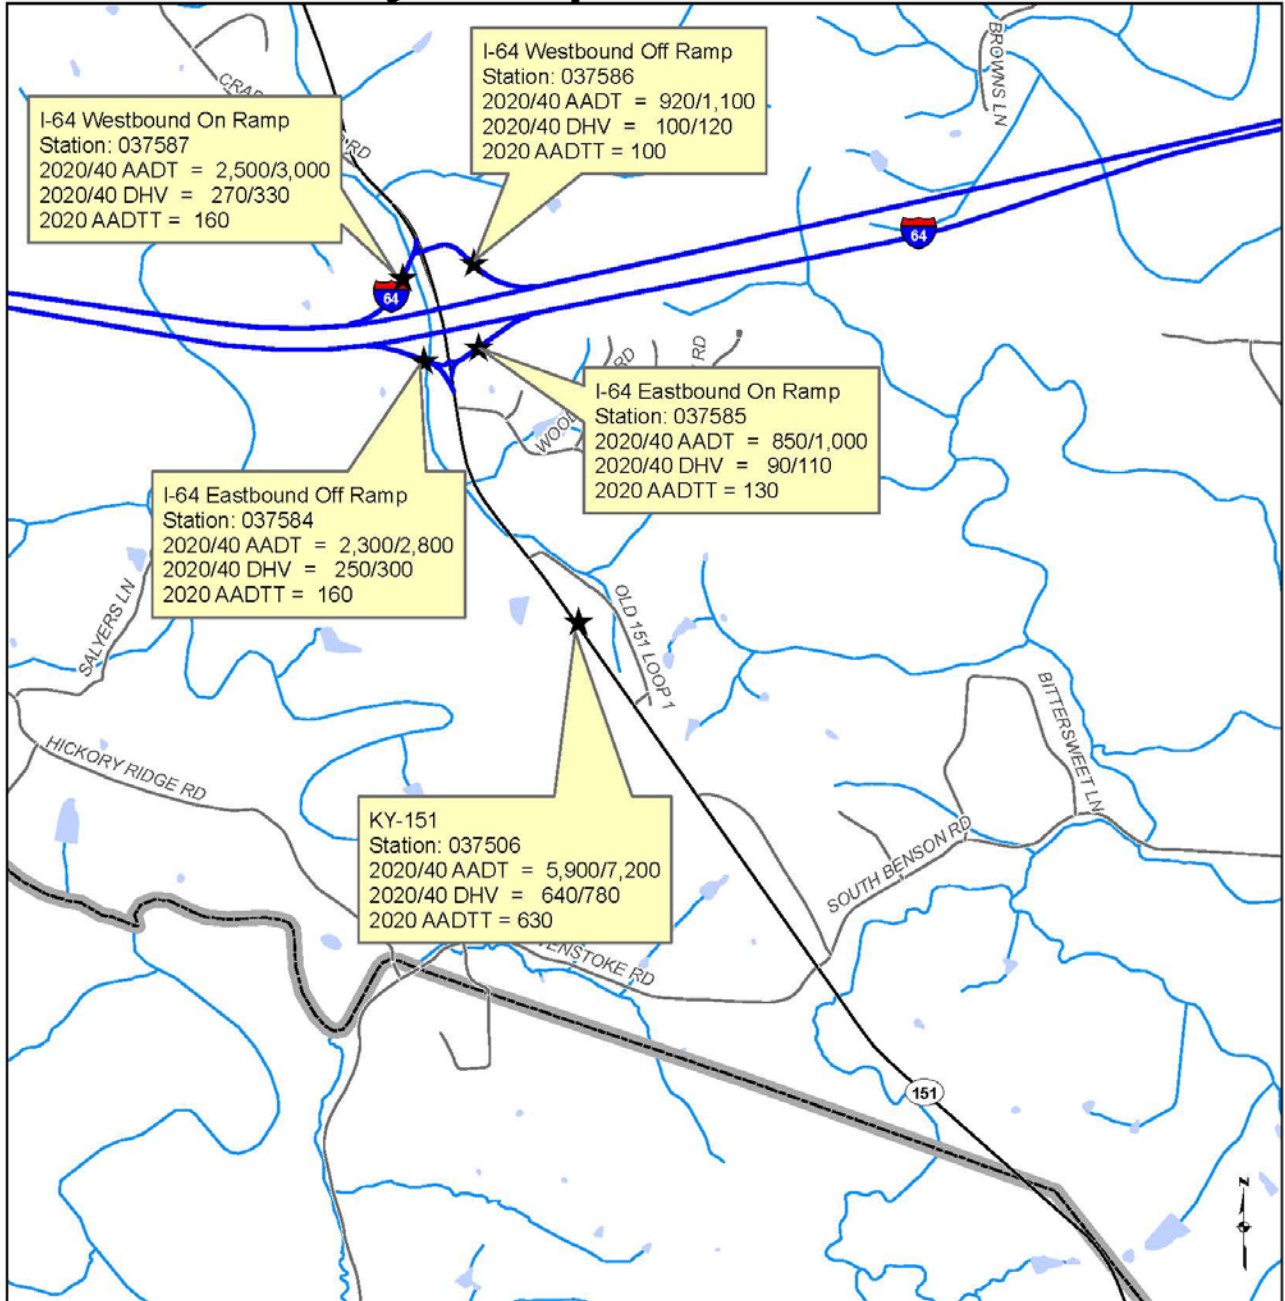 I-64 Westbound Off Ramp
Station: 037586
2020/40 AADT = 920/1,100
2020/40 DHV = 100/120
2020 AADTT = 100
BROWNS LN
I-64 Westbound On Ramp
Station: 037587
2020/40 AADT = 2,500/3,000
2020/40 DHV = 270/330
2020 AADTT = 160
RD
64
64
RD
RD
I-64 Eastbound On Ramp
Station: 037585
2020/40 AADT = 850/1,000
2020/40 DHV = 90/110
2020 AADTT = 130
I-64 Eastbound Off Ramp
Station: 037584
2020/40 AADT = 2,300/2,800
2020/40 DHV = 250/300
2020 AADTT = 160
SALYERS LN
OLD 151 LOOP 1
BITTERSWEET LN
HICKORY RIDGE RD
KY-151
Station: 037506
2020/40 AADT = 5,900/7,200
2020/40 DHV = 640/780
2020 AADTT = 630
SOUTH BENSON RD
RD
151
N